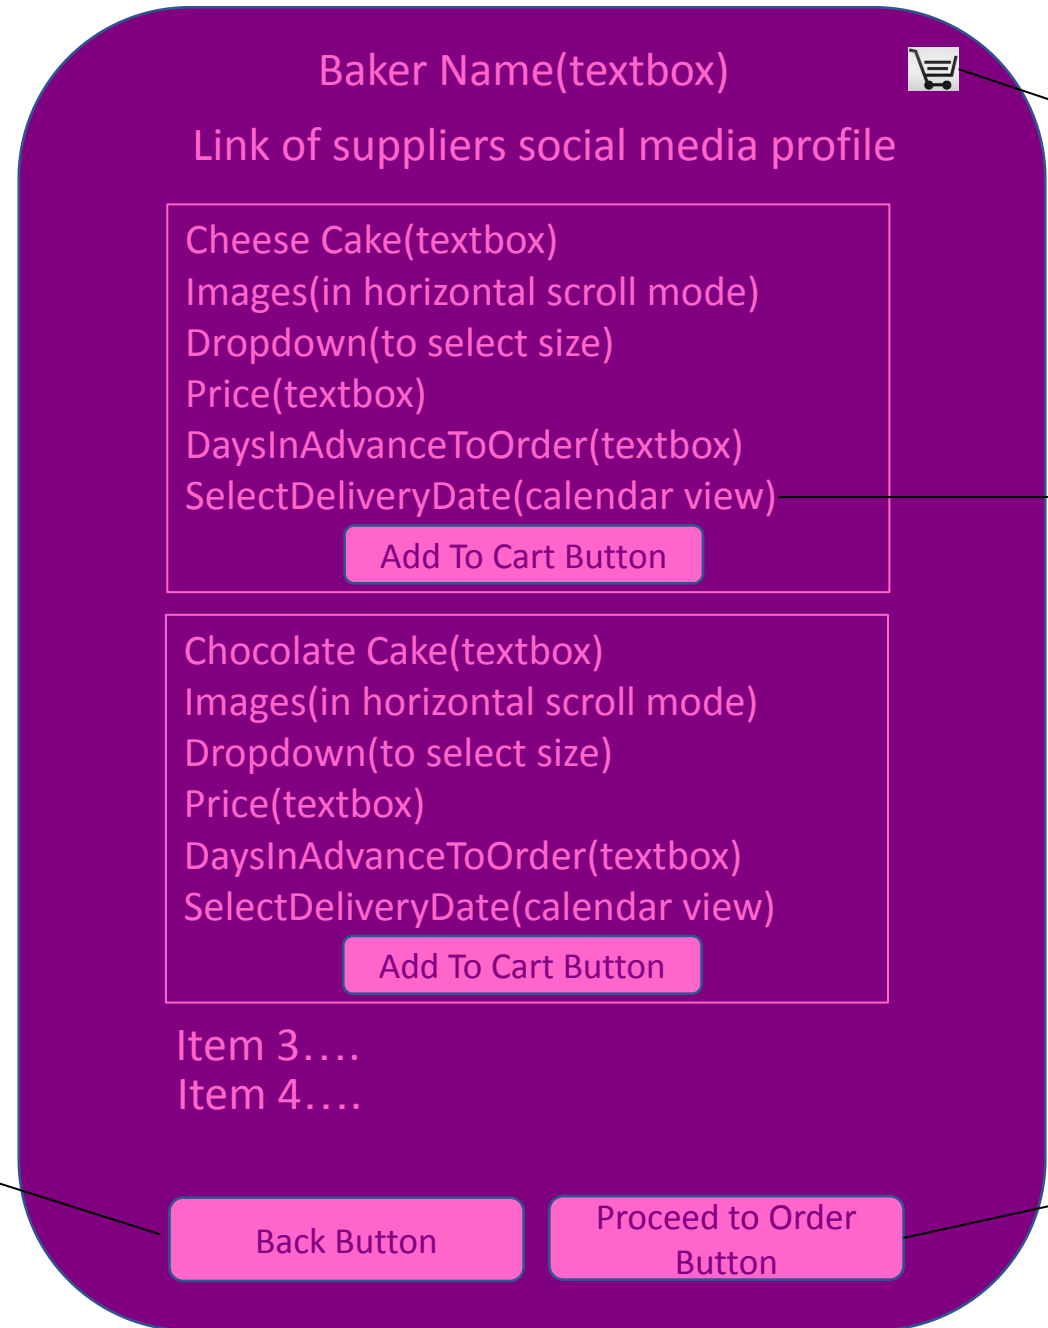 Baker Name(textbox)
Link of suppliers social media profile
Cheese Cake(textbox)
Images(in horizontal scroll mode)
Dropdown(to select size)
Price(textbox)
DaysInAdvanceToOrder(textbox)
SelectDeliveryDate(calendar view)
Add To Cart Button
Chocolate Cake(textbox)
Images(in horizontal scroll mode)
Dropdown(to select size)
Price(textbox)
DaysInAdvanceToOrder(textbox)
SelectDeliveryDate(calendar view)
Add To Cart Button
Item 3....
Item 4....
Back Button
Proceed to Order
Button